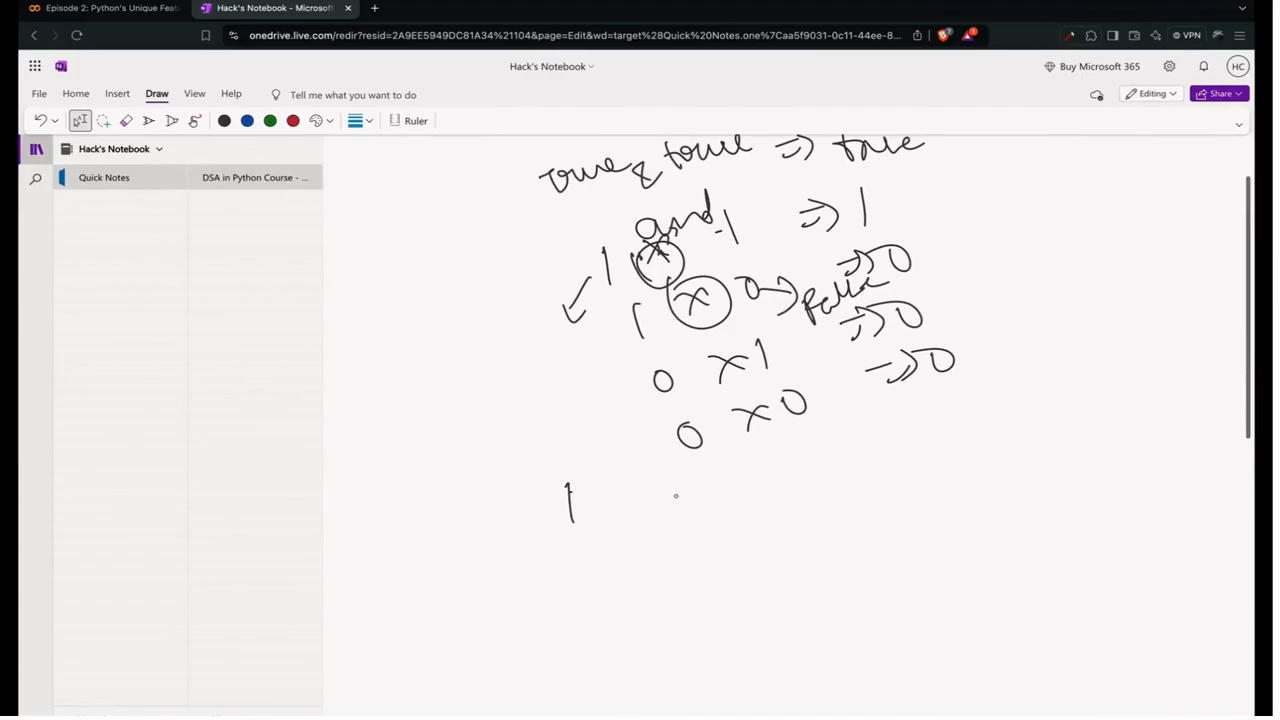 Episode 2: Python's Unique Feat
Hack's Notebook - Microsoft
onedrive.live.com/redir?resid=2A9EE5949DC81A34%21104&page=Edit&wd=target%28Quick%20Notes.one%7Caa5f9031-0c11-44ee-8...
VPN
Hack's Notebook
Buy Microsoft 365
HC
File Home Insert Draw View Help Tell me what you want to do
Editing
Share
Ruler
Hack's Notebook
Quick Notes
DSA in Python Course - ...
true & true => true
and
1 x 1 => 1
1 x 0 -> false => 0
0 x 1 => 0
0 x 0 => 0
1